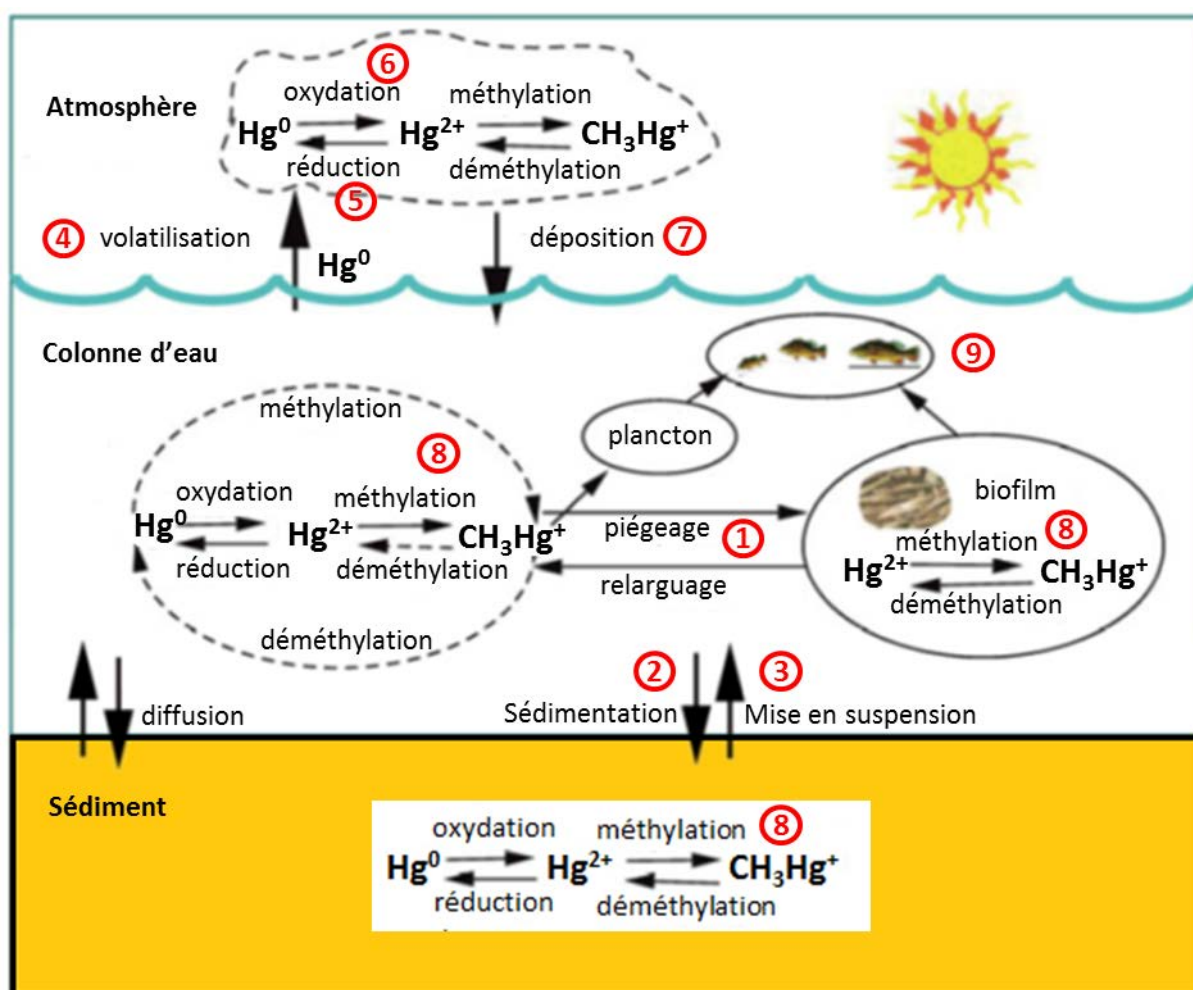 ⑥
oxydation méthylation
Atmosphère
Hg⁰ Hg²⁺ CH₃Hg⁺
réduction déméthylation
⑤
④ volatilisation
déposition ⑦
Hg⁰
Colonne d'eau
⑨
méthylation
plancton
⑧
oxydation méthylation
Hg⁰ Hg²⁺ CH₃Hg⁺
réduction déméthylation
déméthylation
piégeage ①
relarguage
biofilm
méthylation ⑧
Hg²⁺ CH₃Hg⁺
déméthylation
② ③
diffusion
Sédimentation Mise en suspension
Sédiment
oxydation méthylation ⑧
Hg⁰ Hg²⁺ CH₃Hg⁺
réduction déméthylation